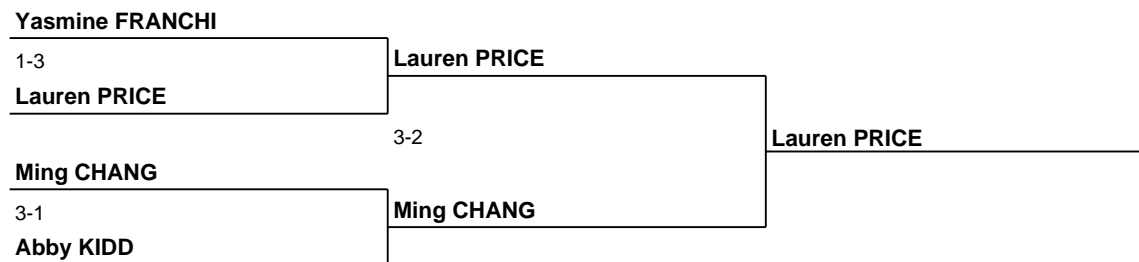 Yasmine FRANCHI
1-3
Lauren PRICE
Lauren PRICE
3-2
Lauren PRICE
Ming CHANG
3-1
Ming CHANG
Abby KIDD